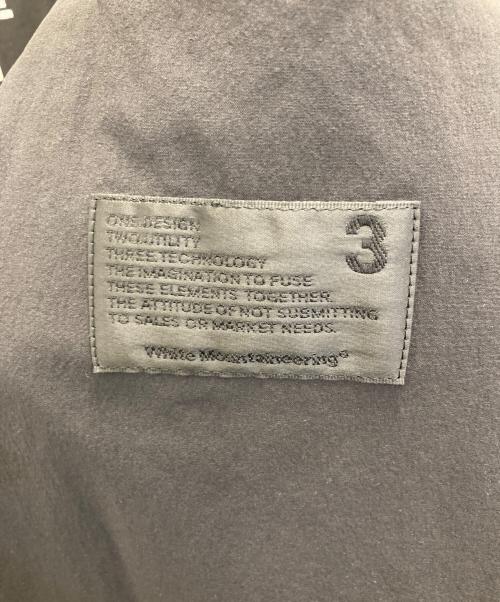 ONE.DESIGN
TWO.UTILITY
THREE.TECHNOLOGY
THE IMAGINATION TO FUSE
THESE ELEMENTS TOGETHER.
THE ATTITUDE OF NOT SUBMITTING
TO SALES OR MARKET NEEDS.
3
White Mountaineering®